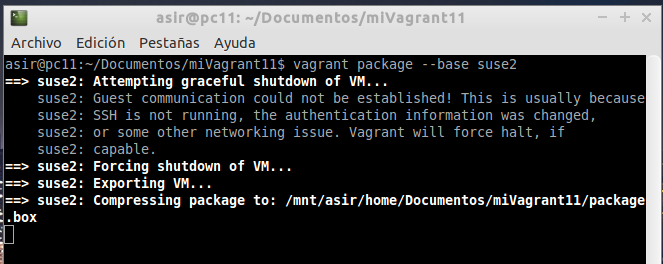 asir@pc11: ~/Documentos/miVagrant11
Archivo Edición Pestañas Ayuda
asir@pc11:~/Documentos/miVagrant11$ vagrant package --base suse2
==> suse2: Attempting graceful shutdown of VM...
    suse2: Guest communication could not be established! This is usually because
    suse2: SSH is not running, the authentication information was changed,
    suse2: or some other networking issue. Vagrant will force halt, if
    suse2: capable.
==> suse2: Forcing shutdown of VM...
==> suse2: Exporting VM...
==> suse2: Compressing package to: /mnt/asir/home/Documentos/miVagrant11/package
.box